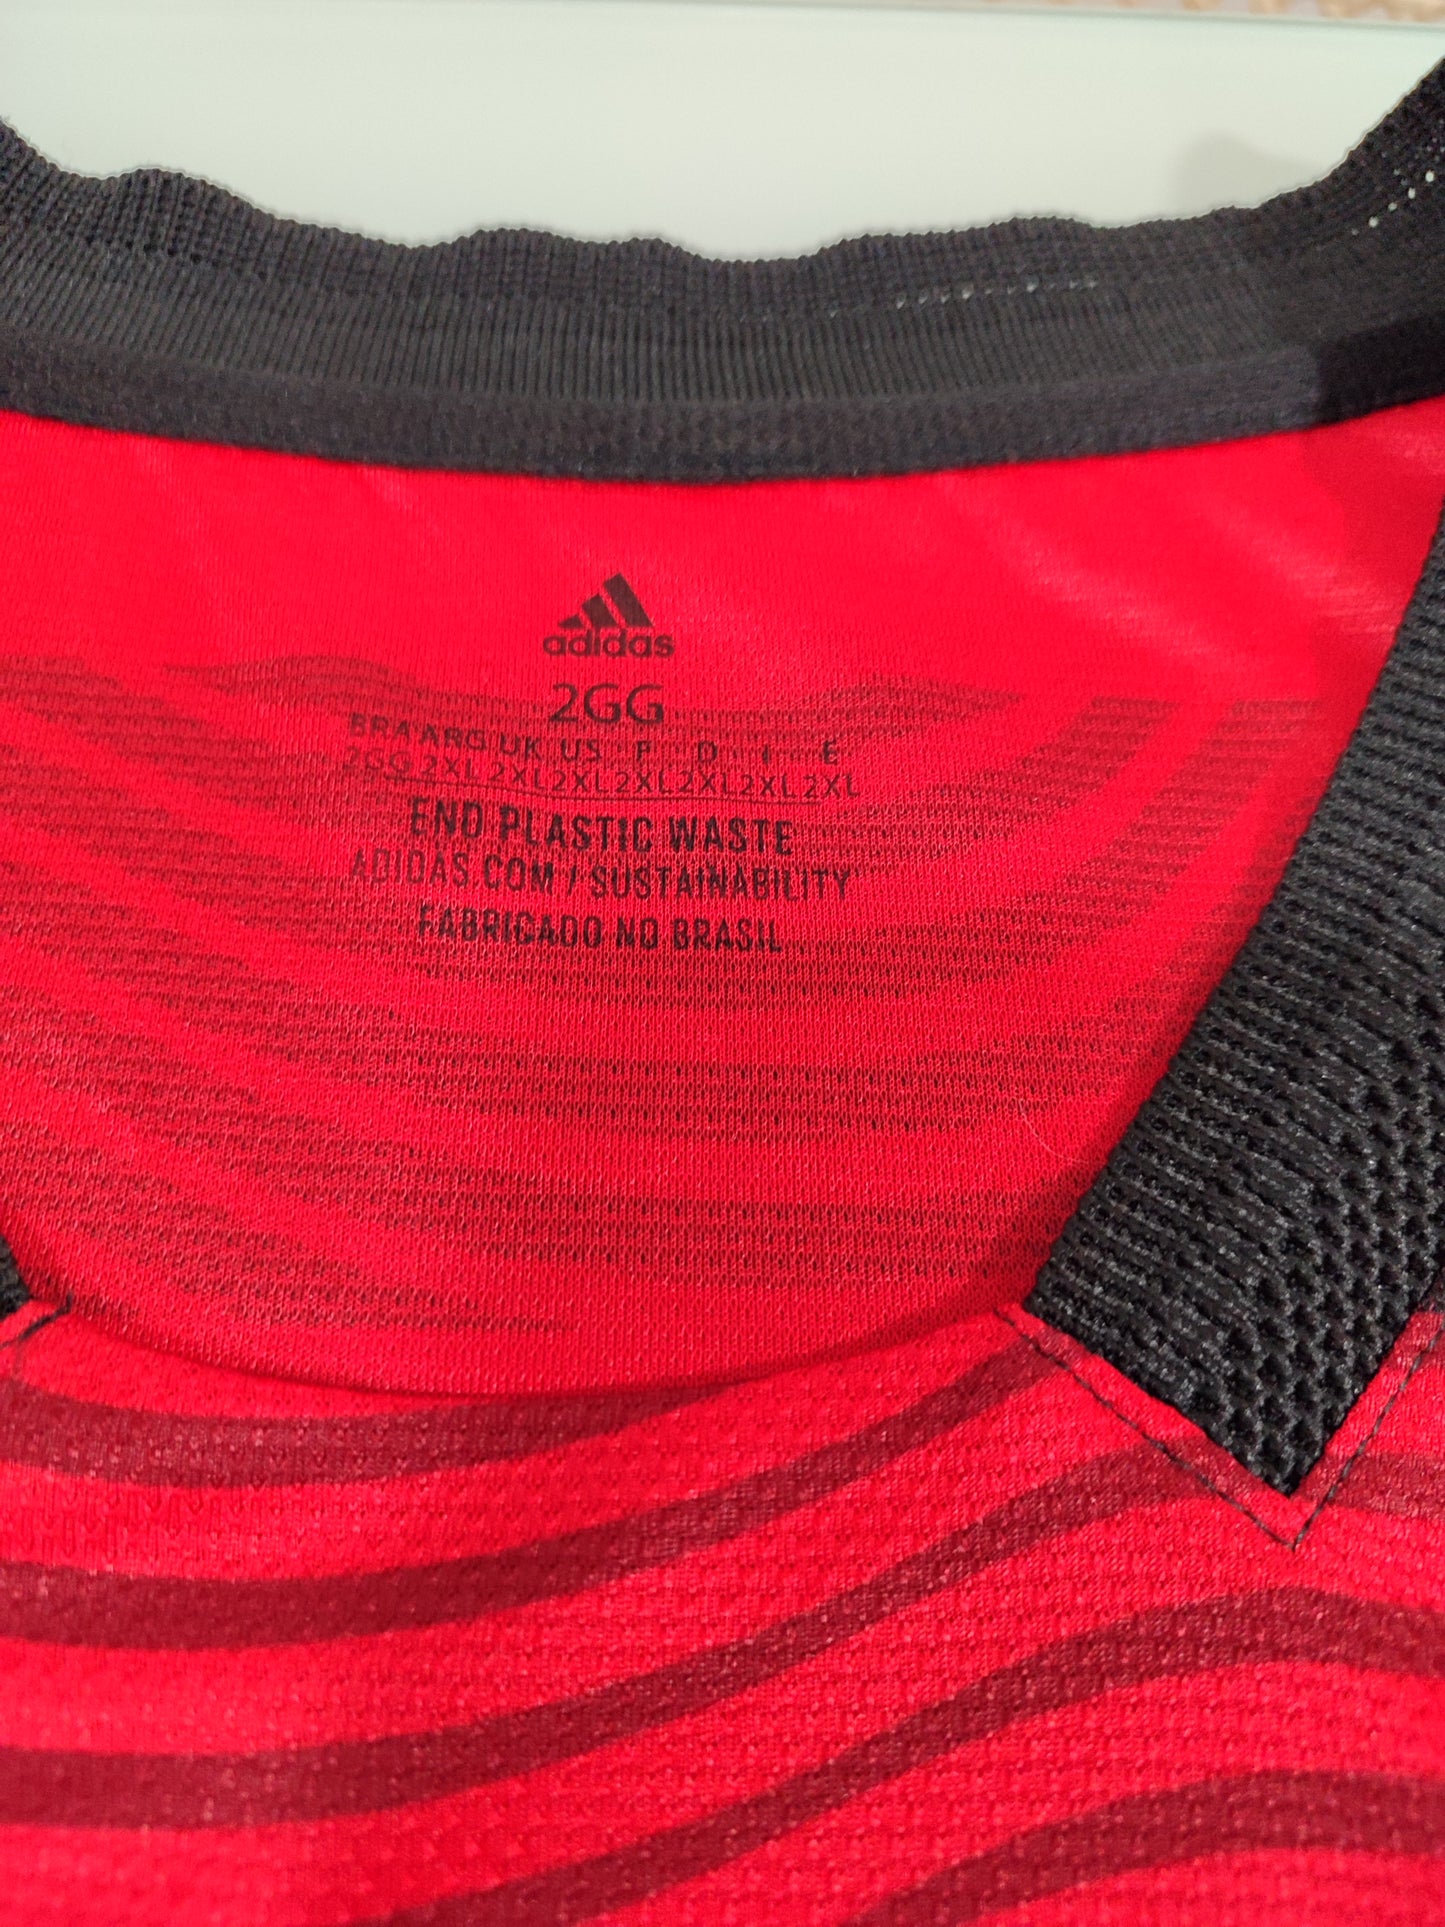 adidas
2GG
BRA ARG UK US F D I E
2GG 2XL 2XL 2XL 2XL 2XL 2XL 2XL
END PLASTIC WASTE
ADIDAS.COM / SUSTAINABILITY
FABRICADO NO BRASIL